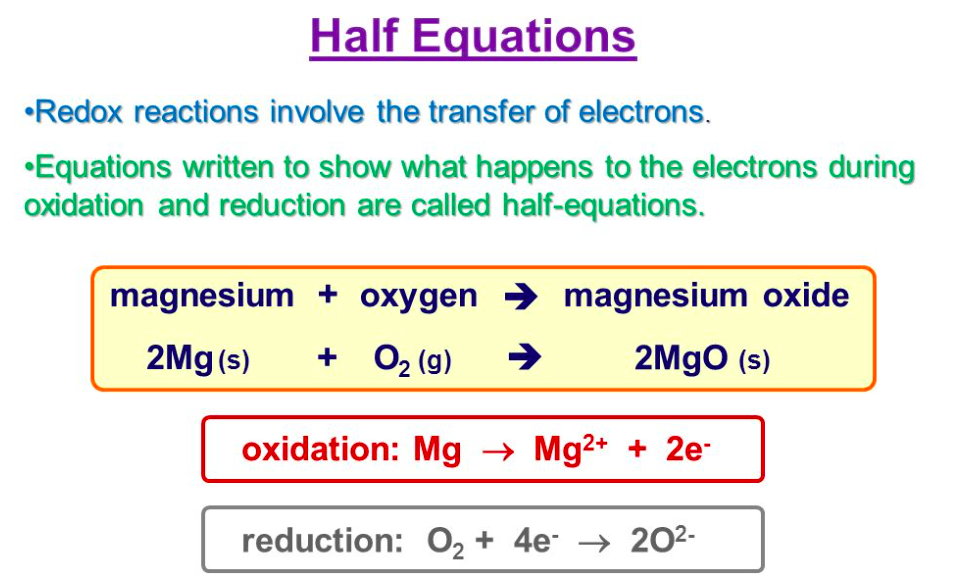 Half Equations
•Redox reactions involve the transfer of electrons.
•Equations written to show what happens to the electrons during
oxidation and reduction are called half-equations.
magnesium + oxygen ➔ magnesium oxide
2Mg (s) + O₂ (g) ➔ 2MgO (s)
oxidation: Mg → Mg²⁺ + 2e⁻
reduction: O₂ + 4e⁻ → 2O²⁻